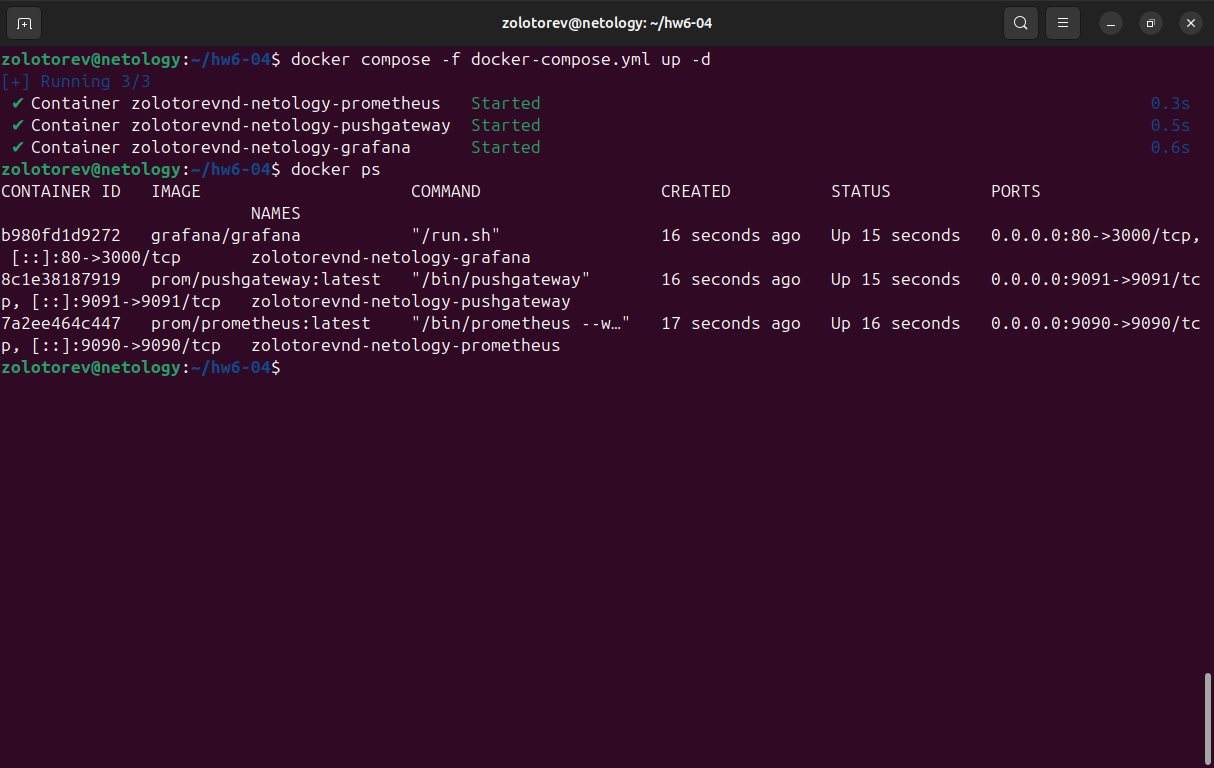 zolotorev@netology: ~/hw6-04
zolotorev@netology:~/hw6-04$ docker compose -f docker-compose.yml up -d
[+] Running 3/3
✔ Container zolotorevnd-netology-prometheus   Started   0.3s
✔ Container zolotorevnd-netology-pushgateway  Started   0.5s
✔ Container zolotorevnd-netology-grafana      Started   0.6s
zolotorev@netology:~/hw6-04$ docker ps
CONTAINER ID   IMAGE                     COMMAND                  CREATED          STATUS          PORTS
                         NAMES
b980fd1d9272   grafana/grafana           "/run.sh"                16 seconds ago   Up 15 seconds   0.0.0.0:80->3000/tcp,
 [::]:80->3000/tcp       zolotorevnd-netology-grafana
8c1e38187919   prom/pushgateway:latest   "/bin/pushgateway"       16 seconds ago   Up 15 seconds   0.0.0.0:9091->9091/tc
p, [::]:9091->9091/tcp   zolotorevnd-netology-pushgateway
7a2ee464c447   prom/prometheus:latest    "/bin/prometheus --w…"   17 seconds ago   Up 16 seconds   0.0.0.0:9090->9090/tc
p, [::]:9090->9090/tcp   zolotorevnd-netology-prometheus
zolotorev@netology:~/hw6-04$